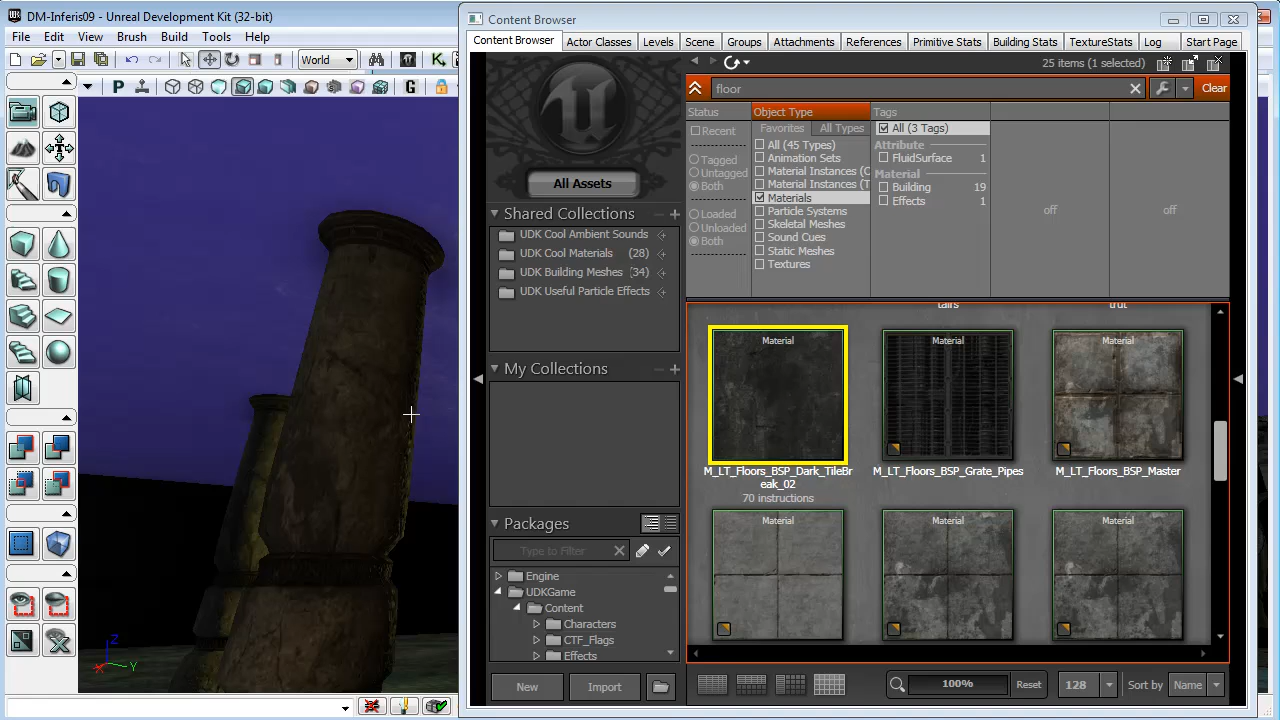 DM-Inferis09 - Unreal Development Kit (32-bit)
File Edit View Brush Build Tools Help
World
P
G
Z
X
Y
Content Browser
Content Browser Actor Classes Levels Scene Groups Attachments References Primitive Stats Building Stats TextureStats Log Start Page
25 items (1 selected)
floor
Clear
Status
Recent
Tagged
Untagged
Both
Loaded
Unloaded
Both
Object Type
Favorites All Types
All (45 Types)
Animation Sets
Material Instances (C
Material Instances (T
Materials
Particle Systems
Skeletal Meshes
Sound Cues
Static Meshes
Textures
Tags
All (3 Tags)
Attribute
FluidSurface 1
Material
Building 19
Effects 1
off
off
All Assets
Shared Collections
UDK Cool Ambient Sounds
UDK Cool Materials (28)
UDK Building Meshes (34)
UDK Useful Particle Effects
My Collections
Packages
Type to Filter
Engine
UDKGame
Content
Characters
CTF_Flags
Effects
New Import
tairs trut
Material Material Material
M_LT_Floors_BSP_Dark_TileBr
eak_02
70 instructions
M_LT_Floors_BSP_Grate_Pipes
M_LT_Floors_BSP_Master
Material Material Material
100% Reset 128 Sort by Name